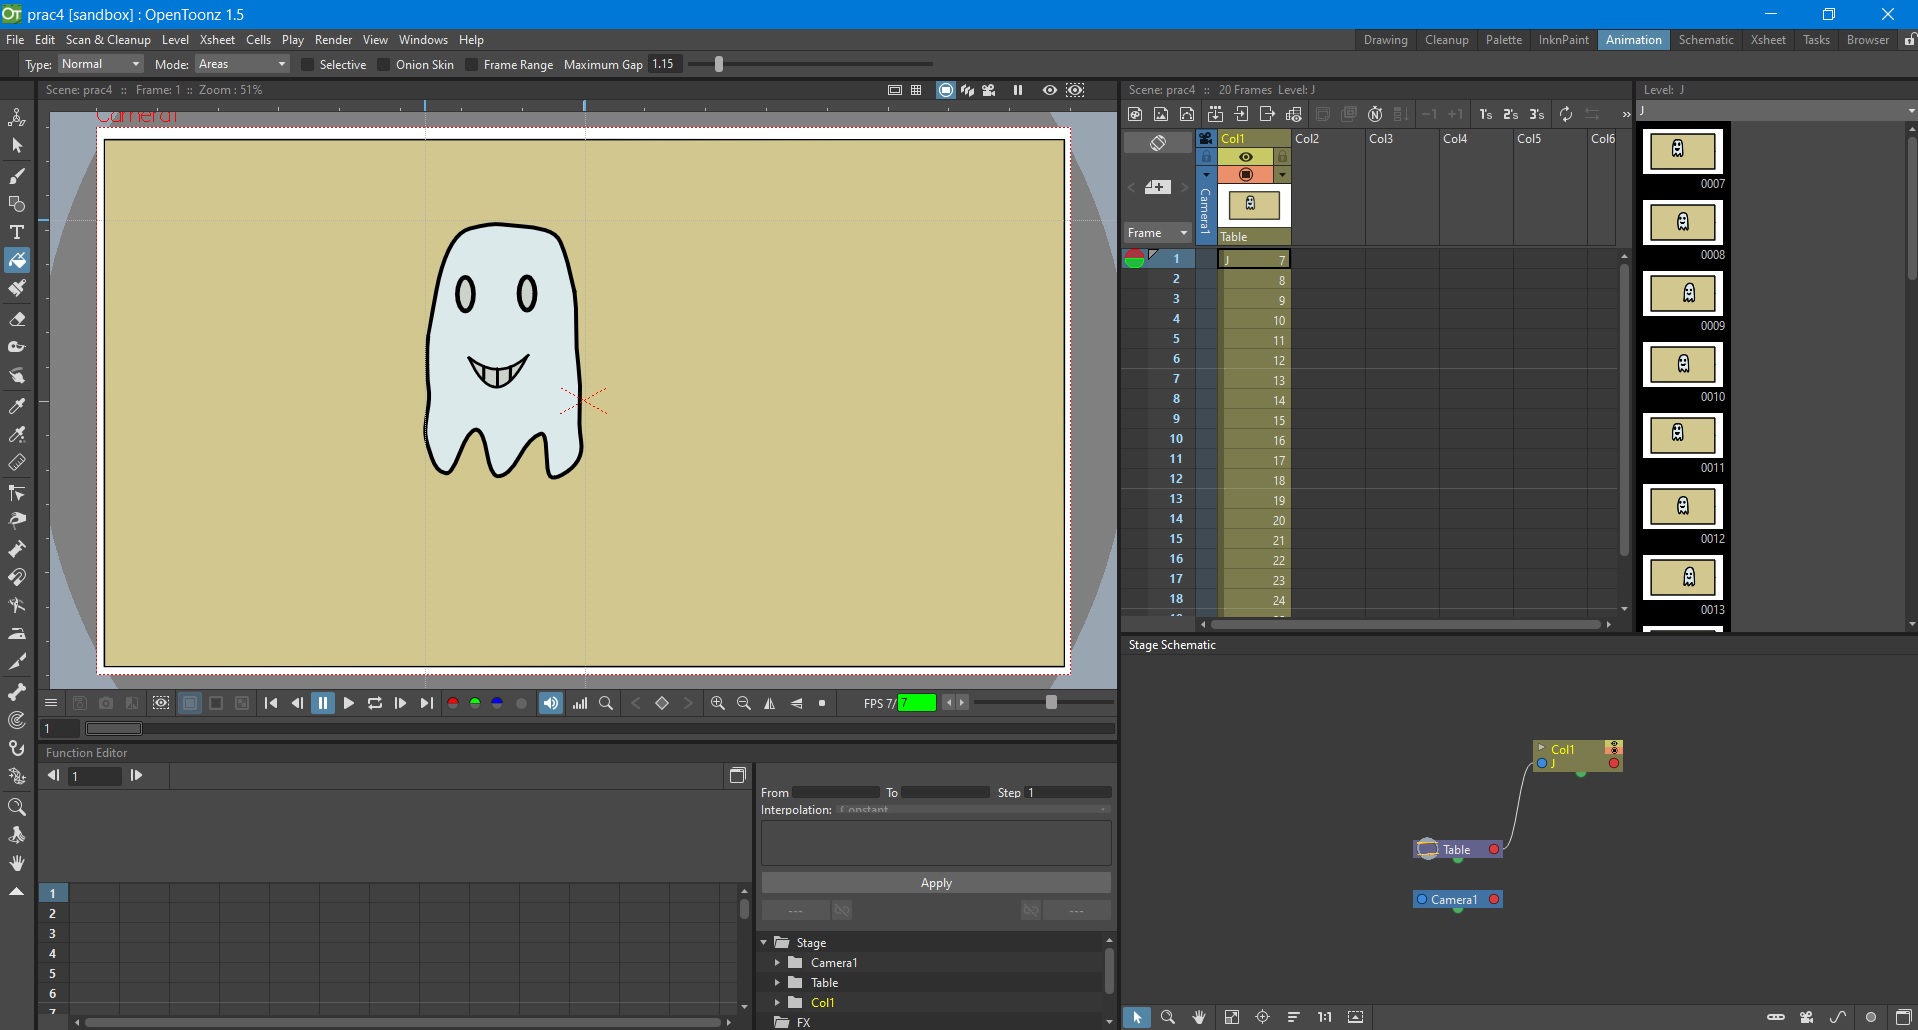 prac4 [sandbox] : OpenToonz 1.5
File Edit Scan & Cleanup Level Xsheet Cells Play Render View Windows Help
Drawing Cleanup Palette InknPaint Animation Schematic Xsheet Tasks Browser
Type: Normal Mode: Areas Selective Onion Skin Frame Range Maximum Gap 1.15
Scene: prac4 :: Frame: 1 :: Zoom : 51%
Camera1
Scene: prac4 :: 20 Frames Level: J
-1 +1 1's 2's 3's »
Col1 Col2 Col3 Col4 Col5 Col6
Camera1
Frame
Table
1 J 7
2 8
3 9
4 10
5 11
6 12
7 13
8 14
9 15
10 16
11 17
12 18
13 19
14 20
15 21
16 22
17 23
18 24
Level: J
J
0007
0008
0009
0010
0011
0012
0013
FPS 7/7
1
Function Editor
1
From To Step 1
Interpolation: Constant
Apply
--- ---
1
2
3
4
5
6
7
Stage
Camera1
Table
Col1
FX
Stage Schematic
Col1
J
Table
Camera1
1:1